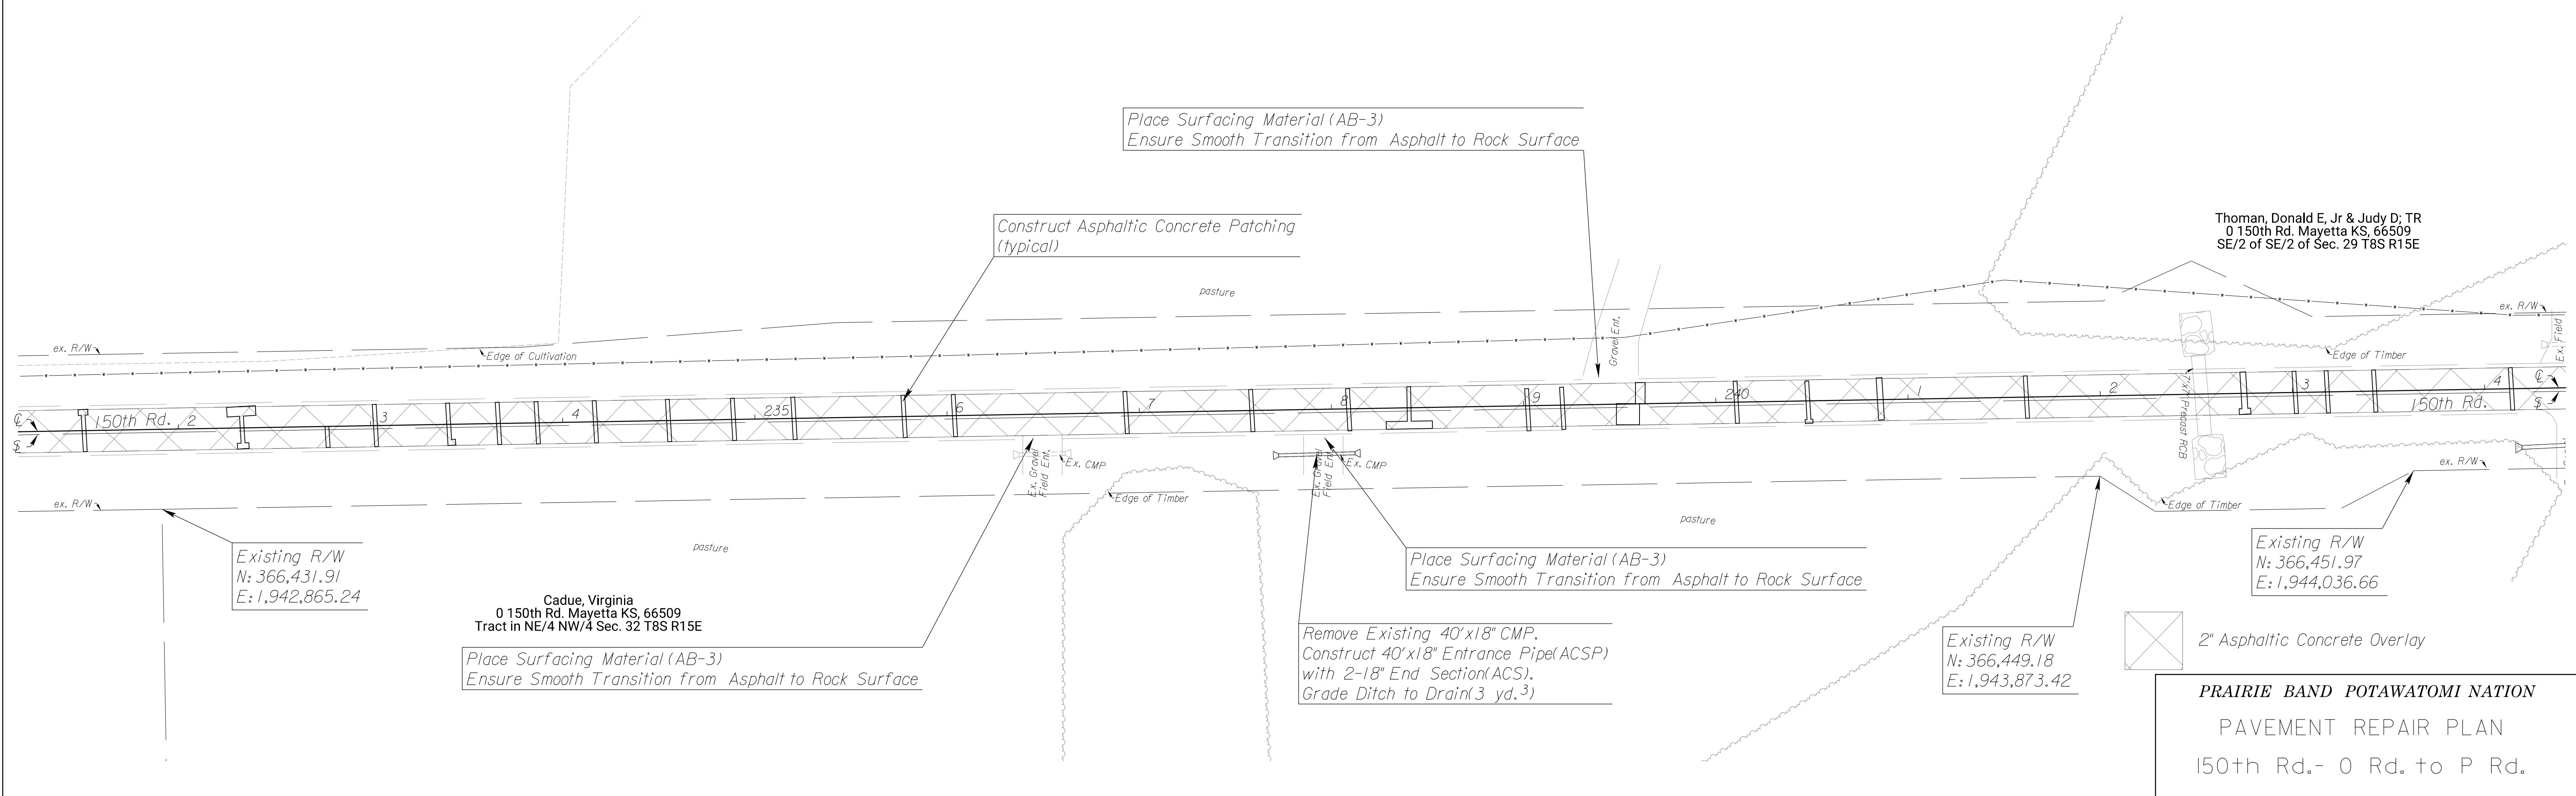 Place Surfacing Material (AB-3)
Ensure Smooth Transition from Asphalt to Rock Surface
Construct Asphaltic Concrete Patching
(typical)
Thoman, Donald E, Jr & Judy D; TR
0 150th Rd. Mayetta KS, 66509
SE/2 of SE/2 of Sec. 29 T8S R15E
pasture
ex. R/W
ex. R/W
Edge of Cultivation
Gravel Ent.
Edge of Timber
Ex. Field
150th Rd.
2
3
4
235
6
7
8
9
240
1
2
3
4
150th Rd.
7'x7' Precast RCB
Ex. Gravel
Field Ent.
Ex. CMP
Ex. Gravel
Field Ent.
Ex. CMP
ex. R/W
ex. R/W
Edge of Timber
Edge of Timber
pasture
pasture
Existing R/W
N: 366,431.91
E: 1,942,865.24
Cadue, Virginia
0 150th Rd. Mayetta KS, 66509
Tract in NE/4 NW/4 Sec. 32 T8S R15E
Place Surfacing Material (AB-3)
Ensure Smooth Transition from Asphalt to Rock Surface
Place Surfacing Material (AB-3)
Ensure Smooth Transition from Asphalt to Rock Surface
Remove Existing 40'x18" CMP.
Construct 40'x18" Entrance Pipe(ACSP)
with 2-18" End Section(ACS).
Grade Ditch to Drain(3 yd.³)
Existing R/W
N: 366,449.18
E: 1,943,873.42
Existing R/W
N: 366,451.97
E: 1,944,036.66
2" Asphaltic Concrete Overlay
PRAIRIE BAND POTAWATOMI NATION
PAVEMENT REPAIR PLAN
150th Rd.- O Rd. to P Rd.